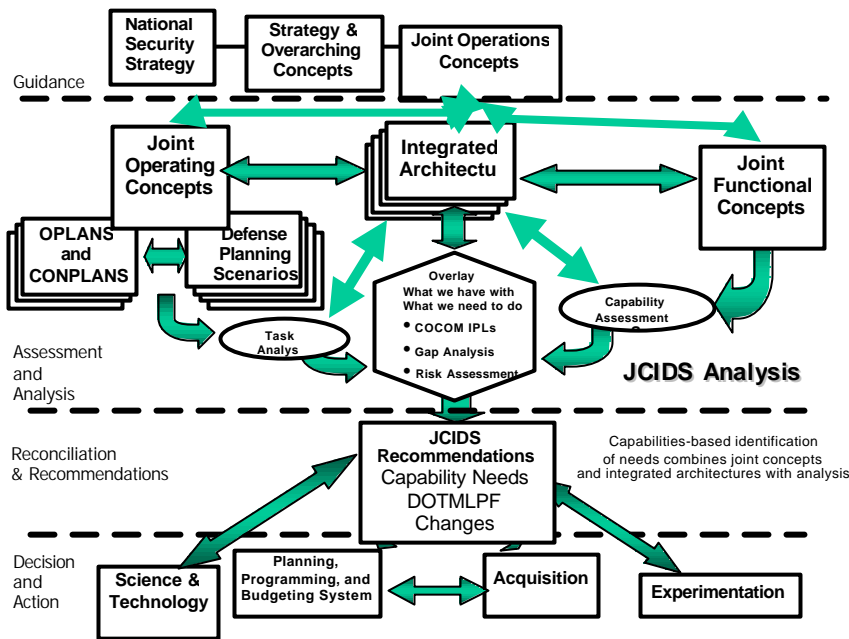 National
Security
Strategy
Strategy &
Overarching
Concepts
Joint Operations
Concepts
Guidance
Joint
Operating
Concepts
Integrated
Architectu
Joint
Functional
Concepts
OPLANS
and
CONPLANS
Defense
Planning
Scenarios
Overlay
What we have with
What we need to do
• COCOM IPLs
• Gap Analysis
• Risk Assessment
Task
Analys
Capability
Assessment
Assessment
and
Analysis
JCIDS Analysis
JCIDS
Recommendations
Capability Needs
DOTMLPF
Changes
Reconciliation
& Recommendations
Capabilities-based identification
of needs combines joint concepts
and integrated architectures with analysis
Decision
and
Action
Science &
Technology
Planning,
Programming, and
Budgeting System
Acquisition
Experimentation